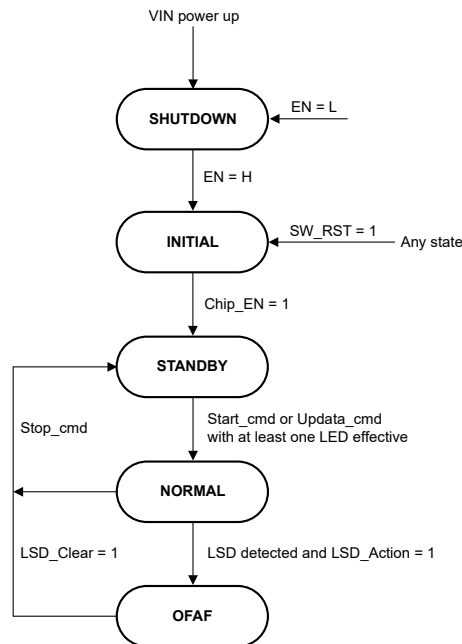 VIN power up
SHUTDOWN
EN = L
EN = H
INITIAL
SW_RST = 1
Any state
Chip_EN = 1
STANDBY
Stop_cmd
Start_cmd or Updata_cmd
with at least one LED effective
NORMAL
LSD_Clear = 1
LSD detected and LSD_Action = 1
OFAF